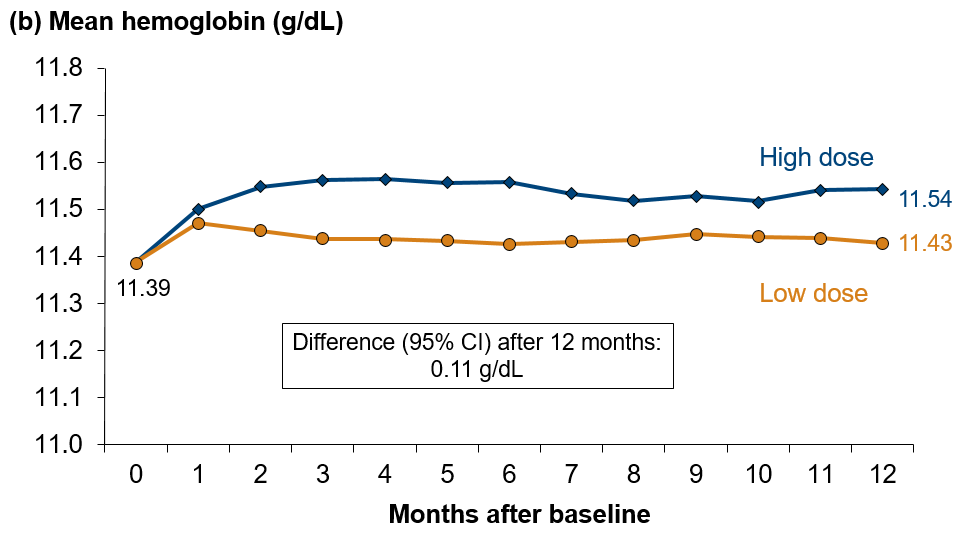 (b) Mean hemoglobin (g/dL)
11.8
11.7
11.6
11.5
11.4
11.3
11.2
11.1
11.0
High dose
11.54
11.43
11.39
Low dose
Difference (95% CI) after 12 months:
0.11 g/dL
0 1 2 3 4 5 6 7 8 9 10 11 12
Months after baseline